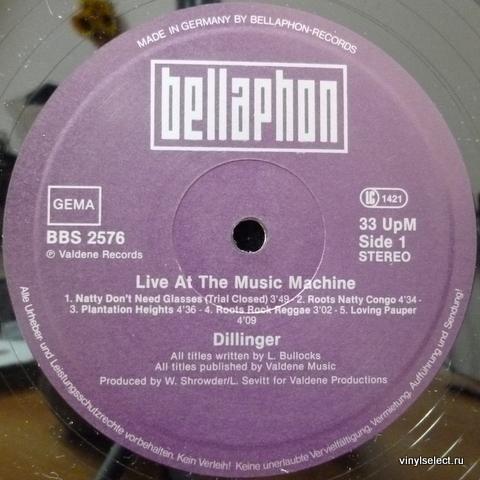 MADE IN GERMANY BY BELLAPHON-RECORDS
bellaphon
GEMA
LC 1421
BBS 2576
33 UpM
Side 1
℗ Valdene Records
STEREO
Live At The Music Machine
1. Natty Don't Need Glasses (Trial Closed) 3'49 - 2. Roots Natty Congo 4'34 -
3. Plantation Heights 4'36 - 4. Roots Rock Reggae 3'02 - 5. Loving Pauper
4'09
Dillinger
All titles written by L. Bullocks
All titles published by Valdene Music
Produced by W. Shrowder/L. Sevitt for Valdene Productions
Alle Urheber- und Leistungsschutzrechte vorbehalten. Kein Verleih! Keine unerlaubte Vervielfältigung, Vermietung, Aufführung und Sendung!
vinylselect.ru